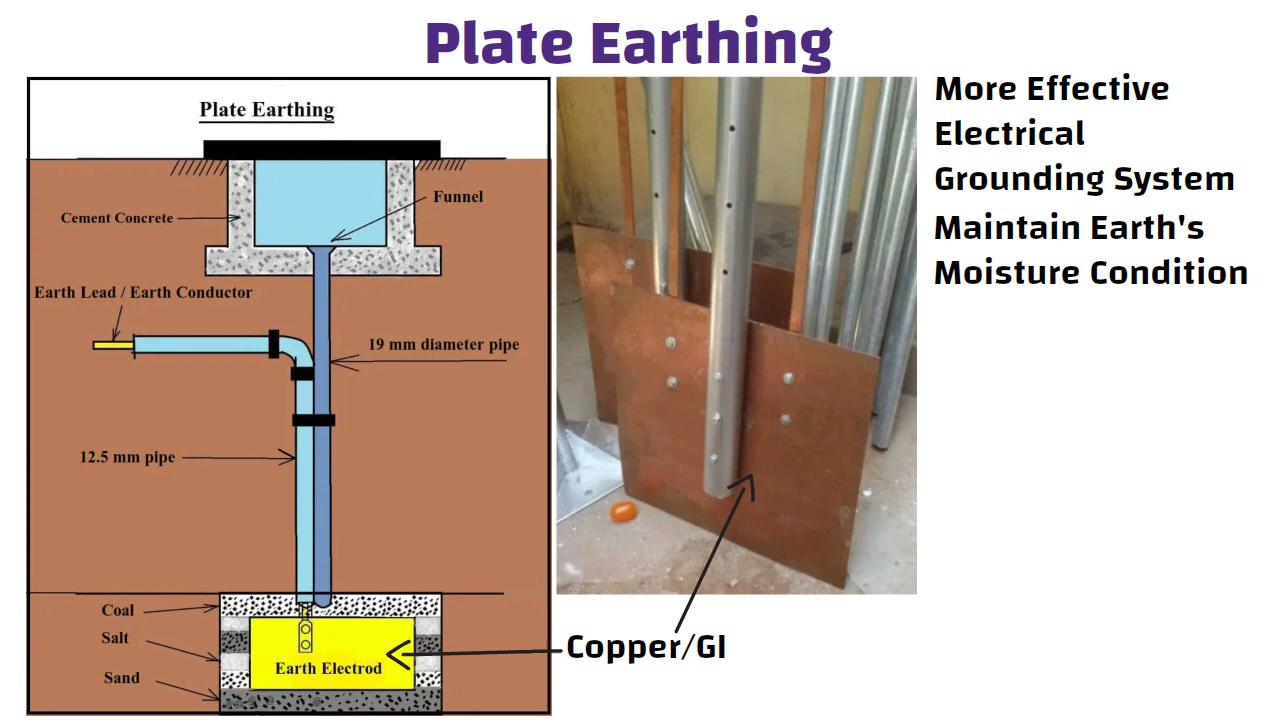 Plate Earthing
Plate Earthing
Funnel
Cement Concrete
Earth Lead / Earth Conductor
19 mm diameter pipe
12.5 mm pipe
Coal
Salt
Sand
Earth Electrod
Copper/GI
More Effective
Electrical
Grounding System
Maintain Earth's
Moisture Condition